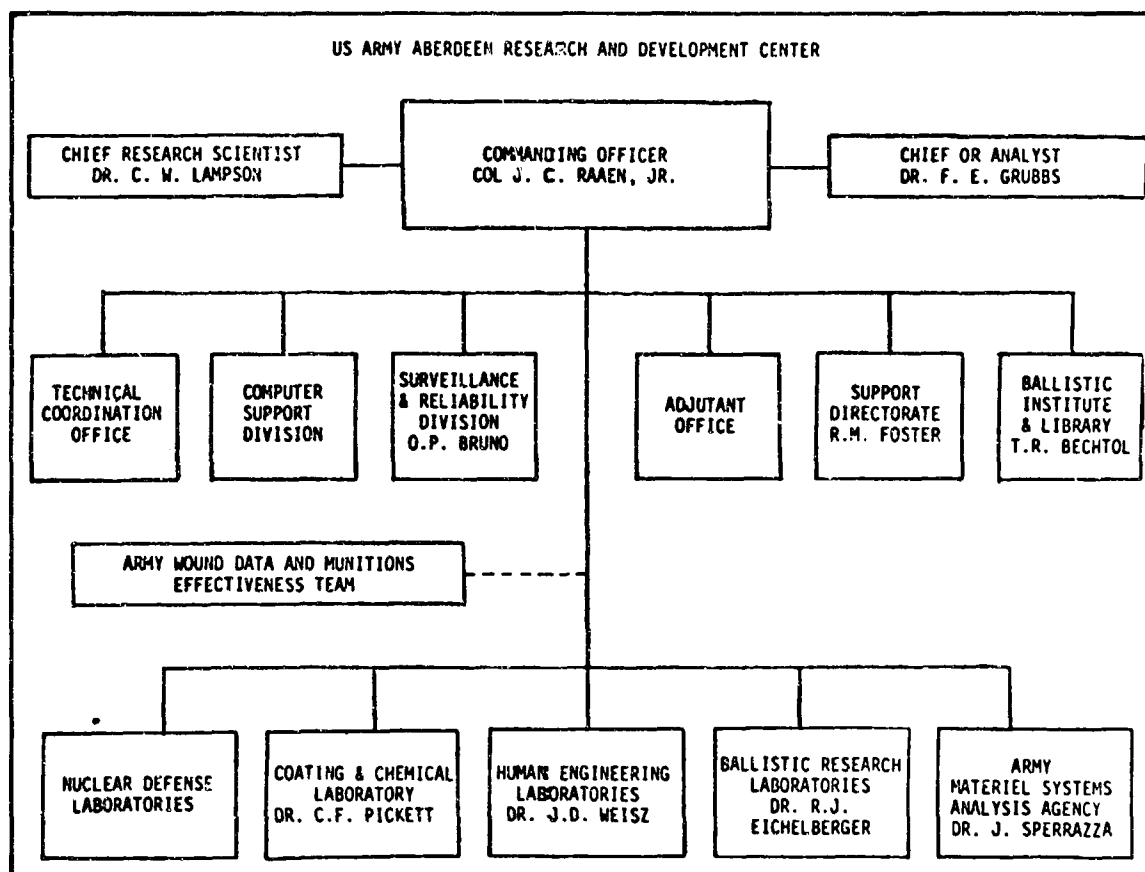 US ARMY ABERDEEN RESEARCH AND DEVELOPMENT CENTER
CHIEF RESEARCH SCIENTIST
DR. C. W. LAMPSON
COMMANDING OFFICER
COL J. C. RAAEN, JR.
CHIEF OR ANALYST
DR. F. E. GRUBBS
TECHNICAL
COORDINATION
OFFICE
COMPUTER
SUPPORT
DIVISION
SURVEILLANCE
& RELIABILITY
DIVISION
O.P. BRUNO
ADJUTANT
OFFICE
SUPPORT
DIRECTORATE
R.M. FOSTER
BALLISTIC
INSTITUTE
& LIBRARY
T.R. BECHTOL
ARMY WOUND DATA AND MUNITIONS
EFFECTIVENESS TEAM
NUCLEAR DEFENSE
LABORATORIES
COATING & CHEMICAL
LABORATORY
DR. C.F. PICKETT
HUMAN ENGINEERING
LABORATORIES
DR. J.D. WEISZ
BALLISTIC RESEARCH
LABORATORIES
DR. R.J.
EICHELBERGER
ARMY
MATERIEL SYSTEMS
ANALYSIS AGENCY
DR. J. SPERRAZZA